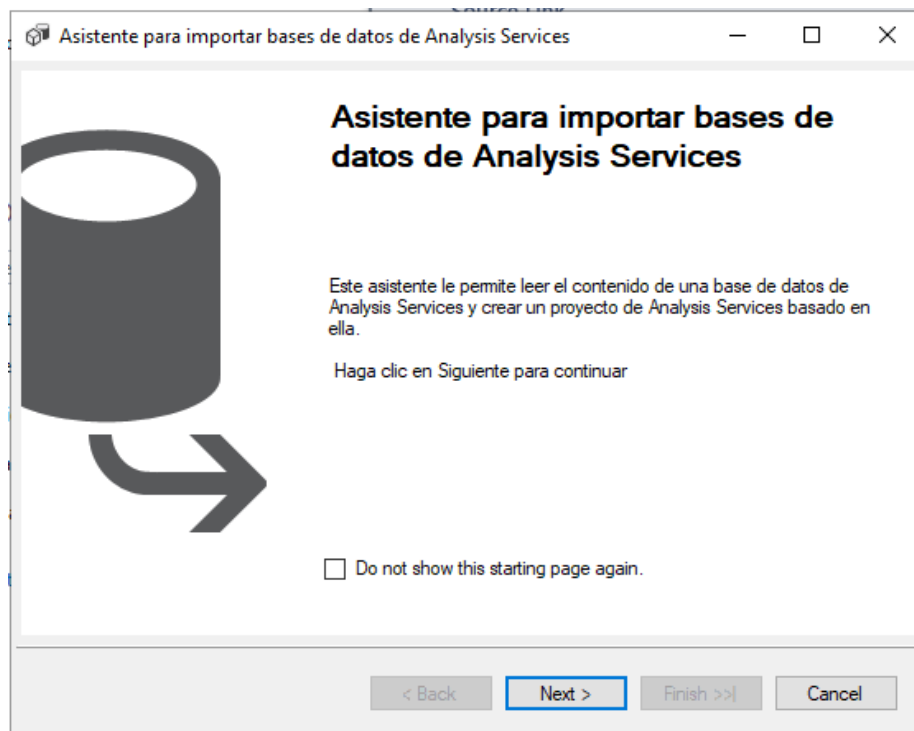 Source Link
Asistente para importar bases de datos de Analysis Services
Asistente para importar bases de
datos de Analysis Services
Este asistente le permite leer el contenido de una base de datos de
Analysis Services y crear un proyecto de Analysis Services basado en
ella.
Haga clic en Siguiente para continuar
Do not show this starting page again.
< Back
Next >
Finish >>|
Cancel